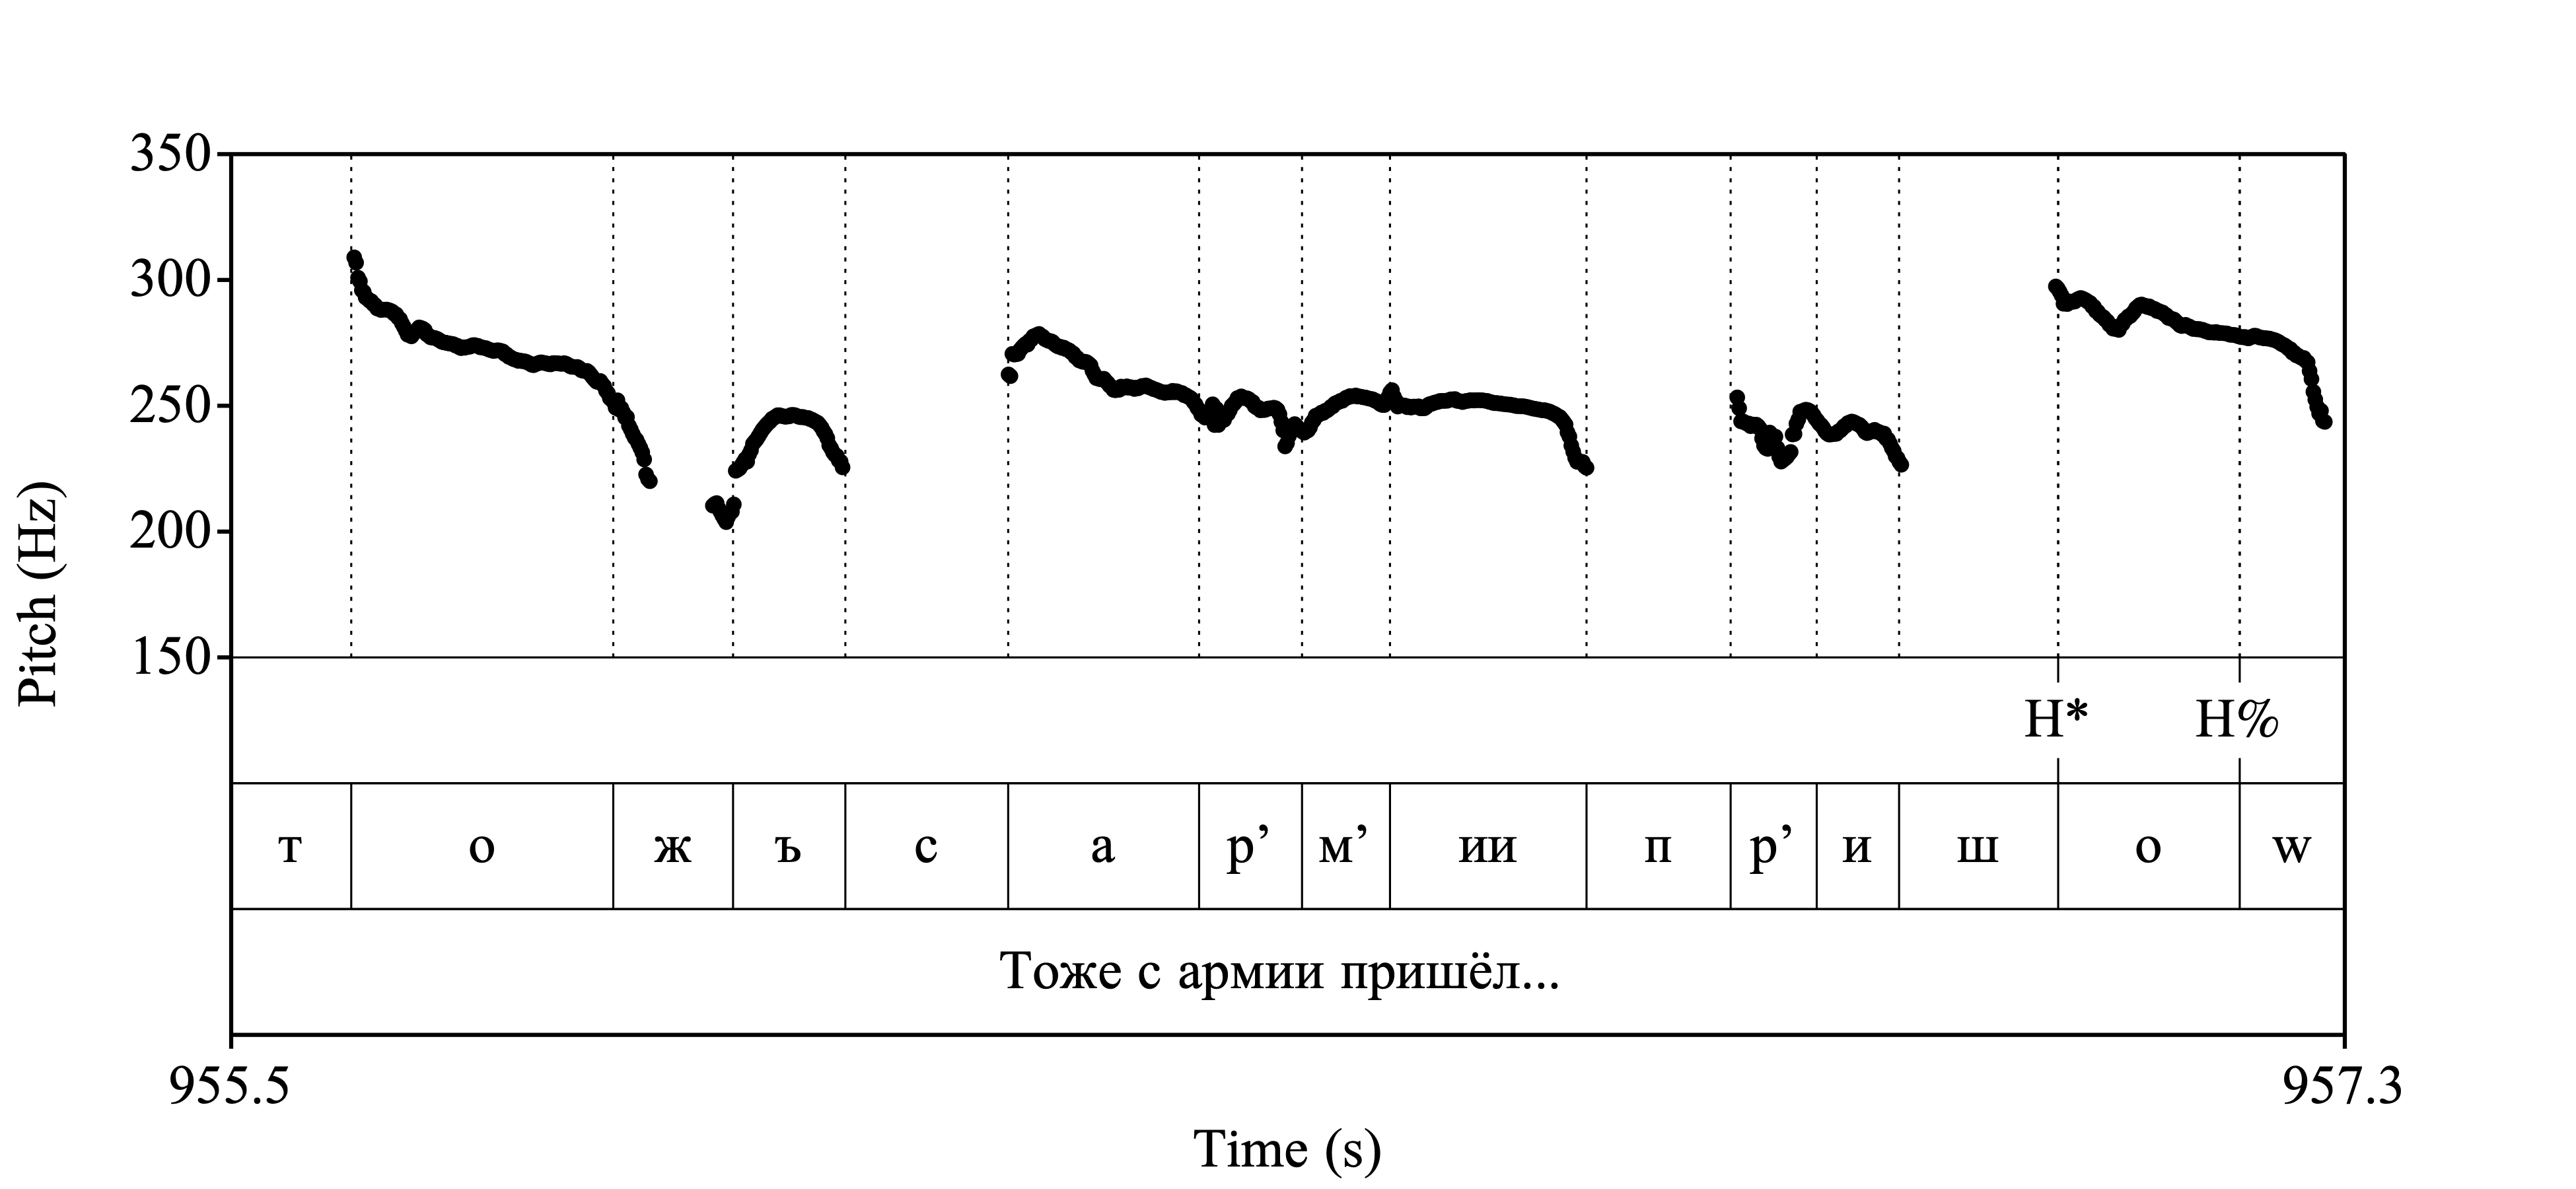 350
300
250
200
150
Pitch (Hz)
H* H%
т о ж ъ с а р’ м’ ии п р’ и ш о w
Тоже с армии пришёл...
955.5 957.3
Time (s)